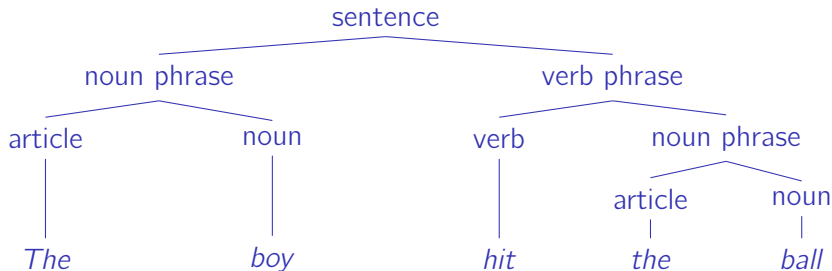 sentence
noun phrase verb phrase
article noun verb noun phrase
article noun
The boy hit the ball